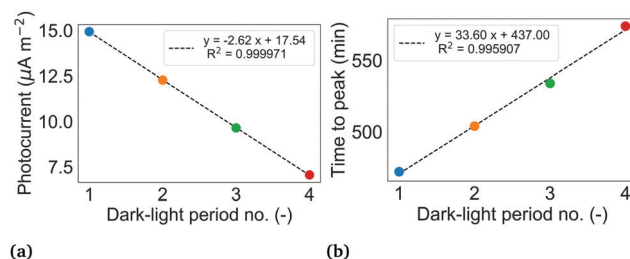 Photocurrent (μA m⁻²)
15.0
12.5
10.0
7.5
y = -2.62 x + 17.54
R² = 0.999971
1 2 3 4
Dark-light period no. (-)
(a)
Time to peak (min)
550
500
y = 33.60 x + 437.00
R² = 0.995907
1 2 3 4
Dark-light period no. (-)
(b)